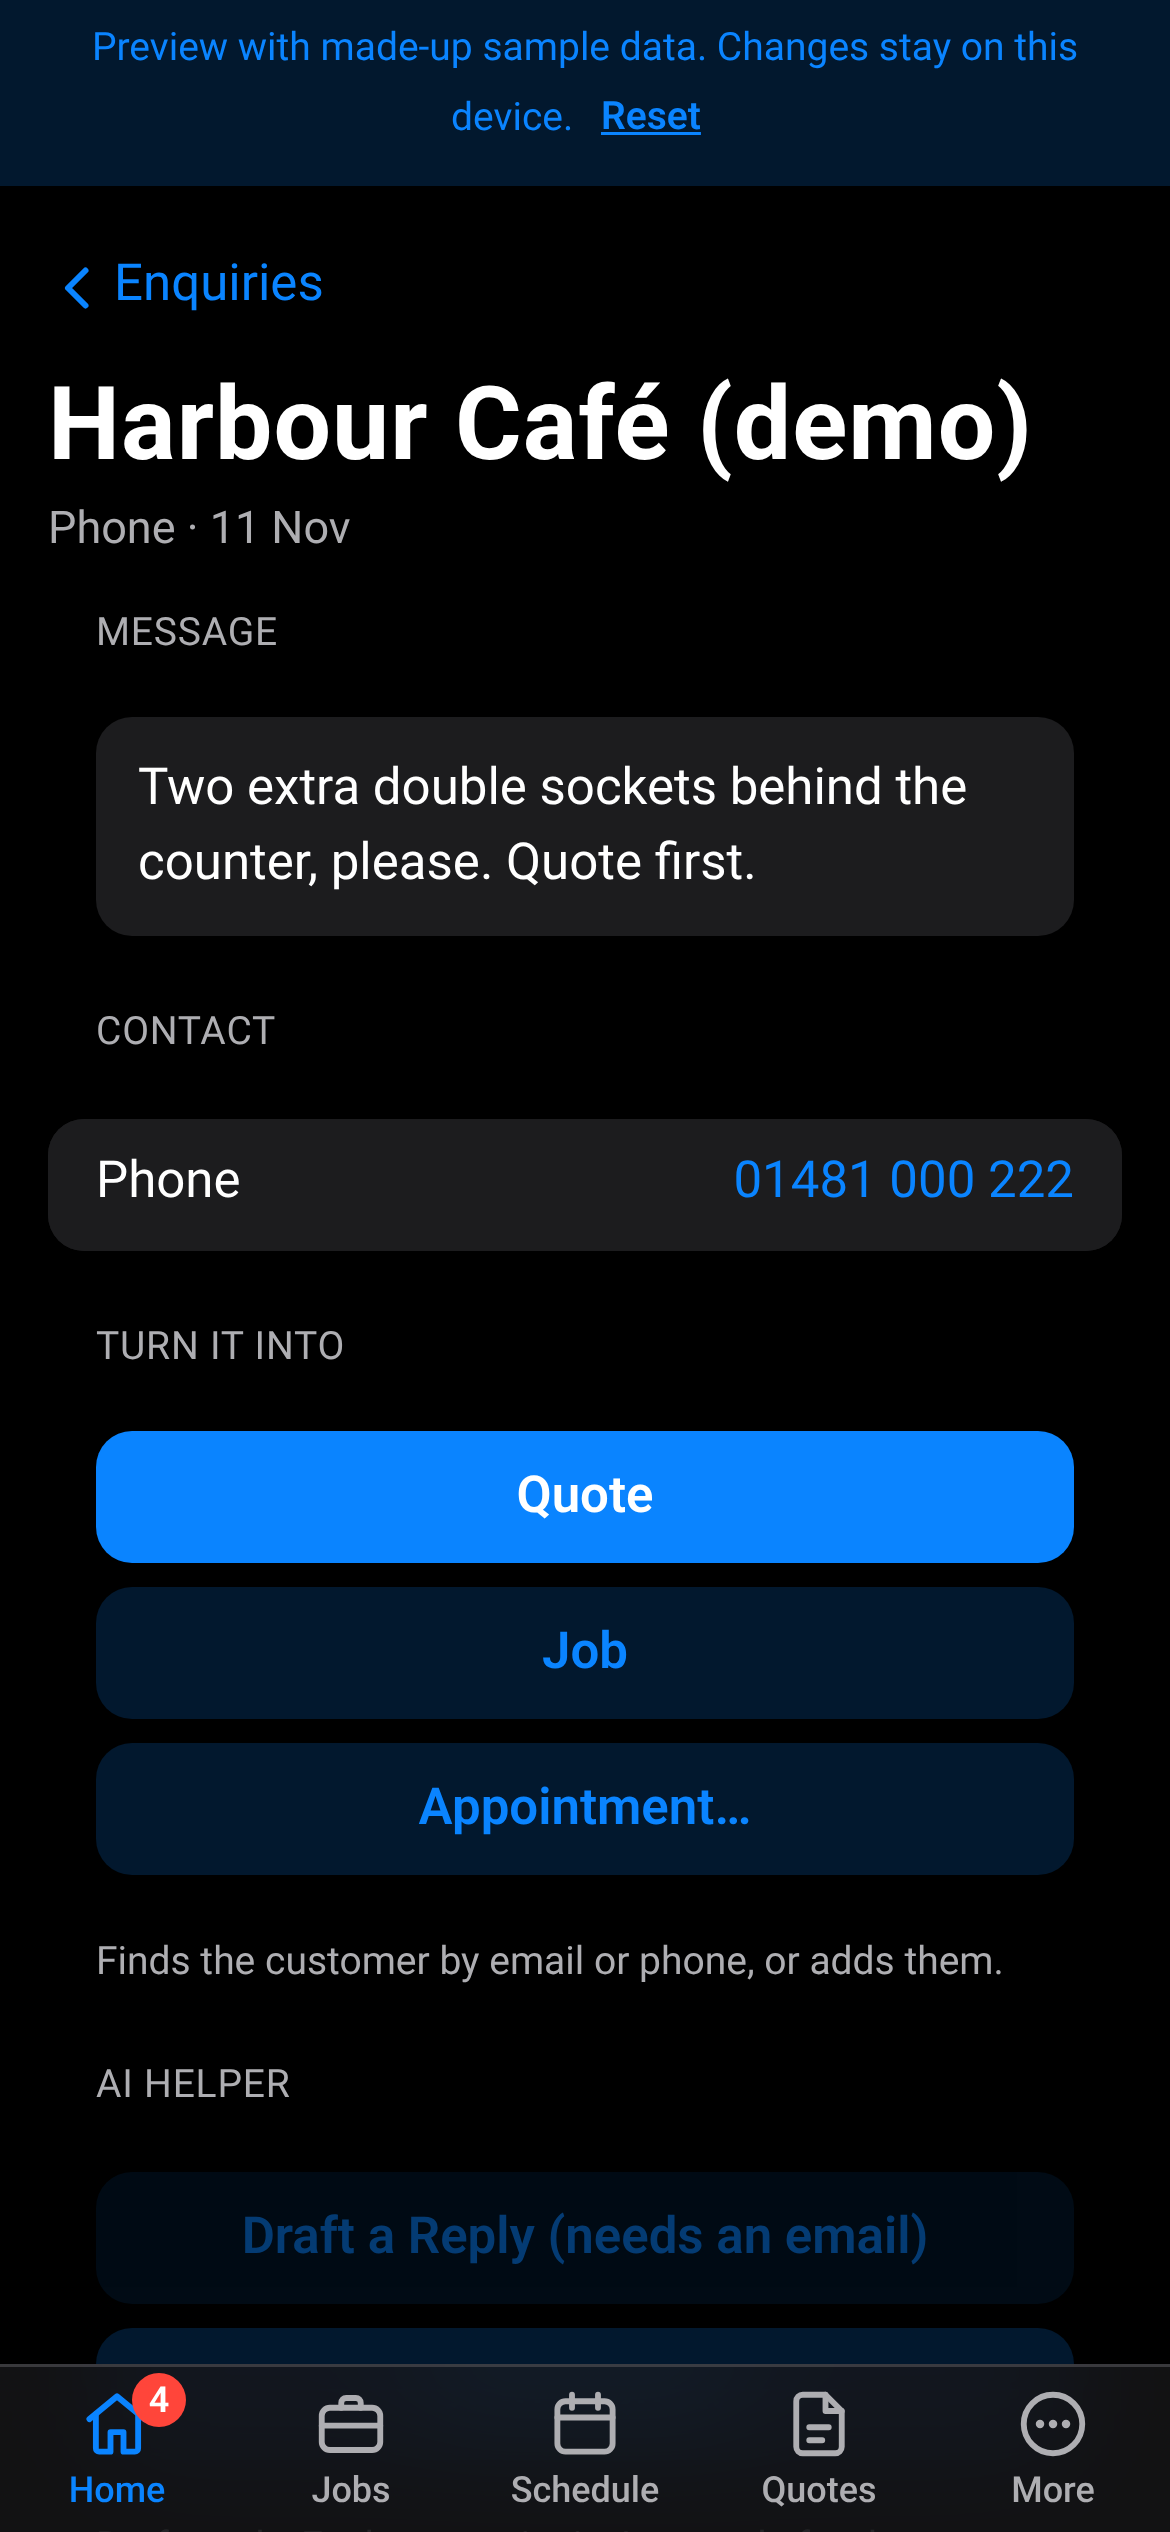 Preview with made-up sample data. Changes stay on this
device. Reset
Enquiries
Harbour Café (demo)
Phone · 11 Nov
MESSAGE
Two extra double sockets behind the
counter, please. Quote first.
CONTACT
Phone 01481 000 222
TURN IT INTO
Quote
Job
Appointment...
Finds the customer by email or phone, or adds them.
AI HELPER
Draft a Reply (needs an email)
4
Home Jobs Schedule Quotes More